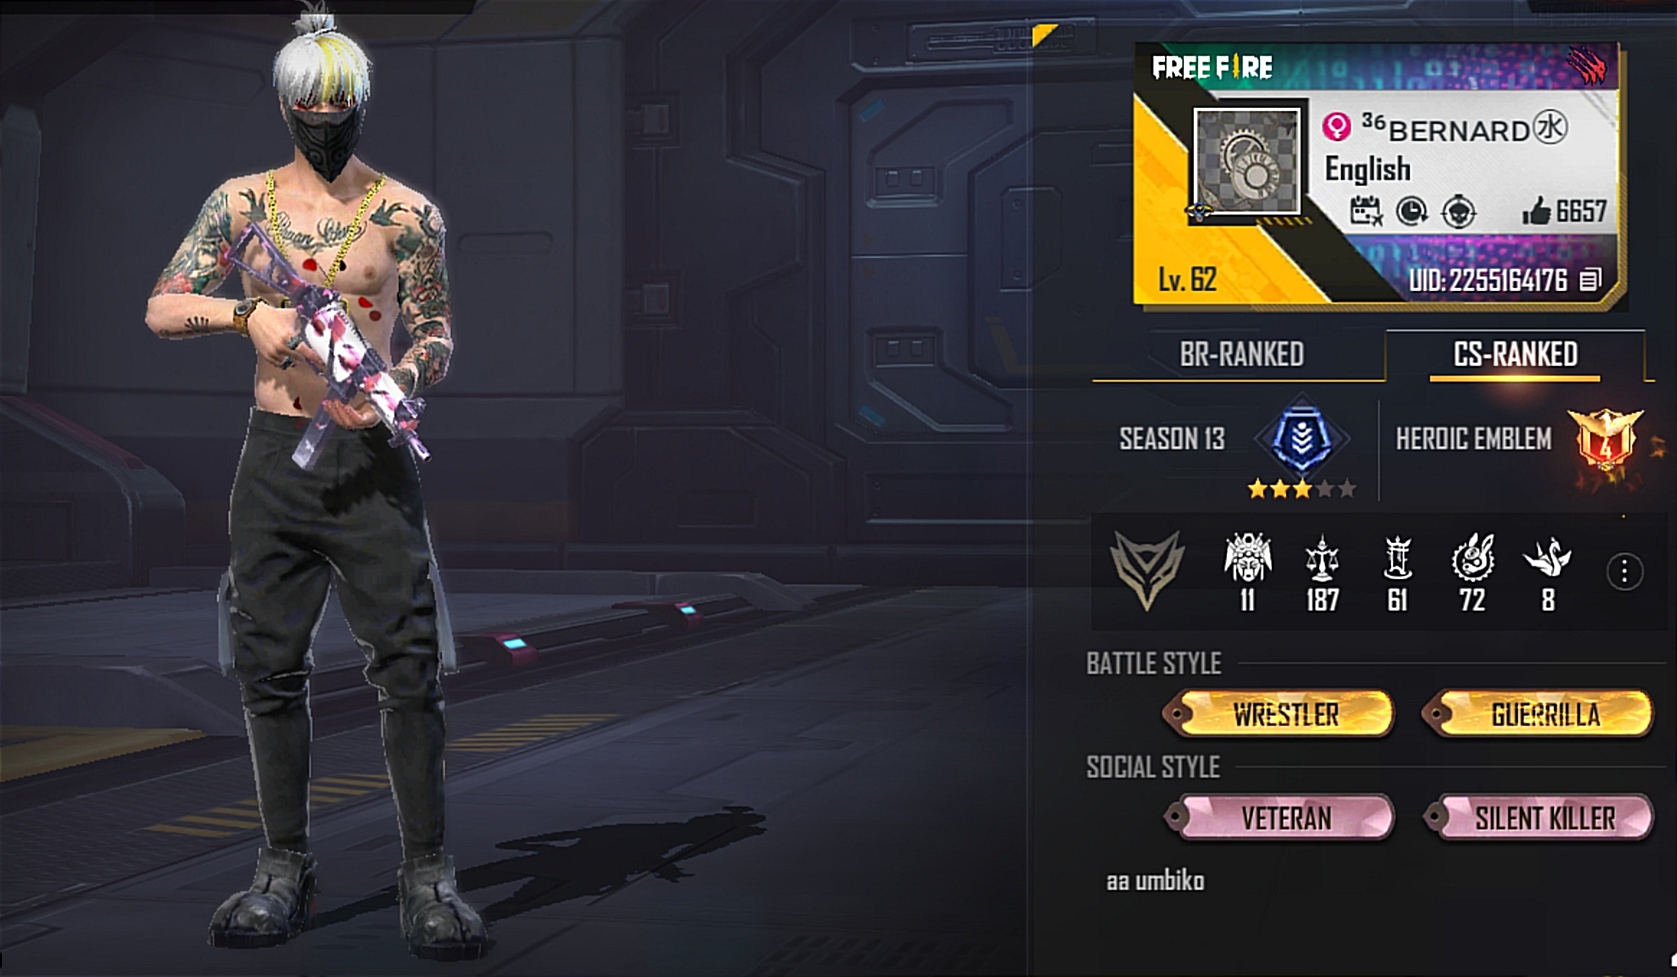 FREE FIRE
³⁶BERNARD㊌
English
6657
Lv. 62
UID: 2255164176
BR-RANKED
CS-RANKED
SEASON 13
HEROIC EMBLEM
4
11
187
61
72
8
BATTLE STYLE
WRESTLER
GUERRILLA
SOCIAL STYLE
VETERAN
SILENT KILLER
aa umbiko